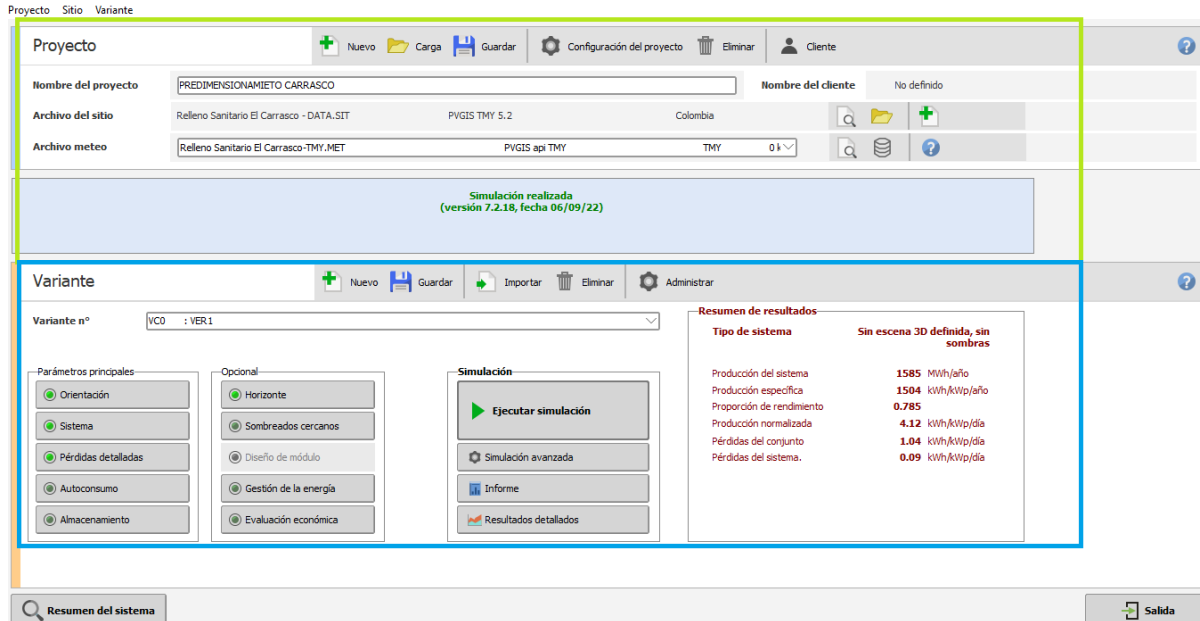 Proyecto Sitio Variante
Proyecto Nuevo Carga Guardar Configuración del proyecto Eliminar Cliente
Nombre del proyecto PREDIMENSIONAMIETO CARRASCO Nombre del cliente No definido
Archivo del sitio Relleno Sanitario El Carrasco - DATA.SIT PVGIS TMY 5.2 Colombia
Archivo meteo Relleno Sanitario El Carrasco-TMY.MET PVGIS api TMY TMY 0 k
Simulación realizada
(versión 7.2.18, fecha 06/09/22)
Variante Nuevo Guardar Importar Eliminar Administrar
Variante n° VC0 : VER1
Parámetros principales
Orientación
Sistema
Pérdidas detalladas
Autoconsumo
Almacenamiento
Opcional
Horizonte
Sombreados cercanos
Diseño de módulo
Gestión de la energía
Evaluación económica
Simulación
Ejecutar simulación
Simulación avanzada
Informe
Resultados detallados
Resumen de resultados
Tipo de sistema Sin escena 3D definida, sin
sombras
Producción del sistema 1585 MWh/año
Producción específica 1504 kWh/kWp/año
Proporción de rendimiento 0.785
Producción normalizada 4.12 kWh/kWp/día
Pérdidas del conjunto 1.04 kWh/kWp/día
Pérdidas del sistema. 0.09 kWh/kWp/día
Resumen del sistema Salida